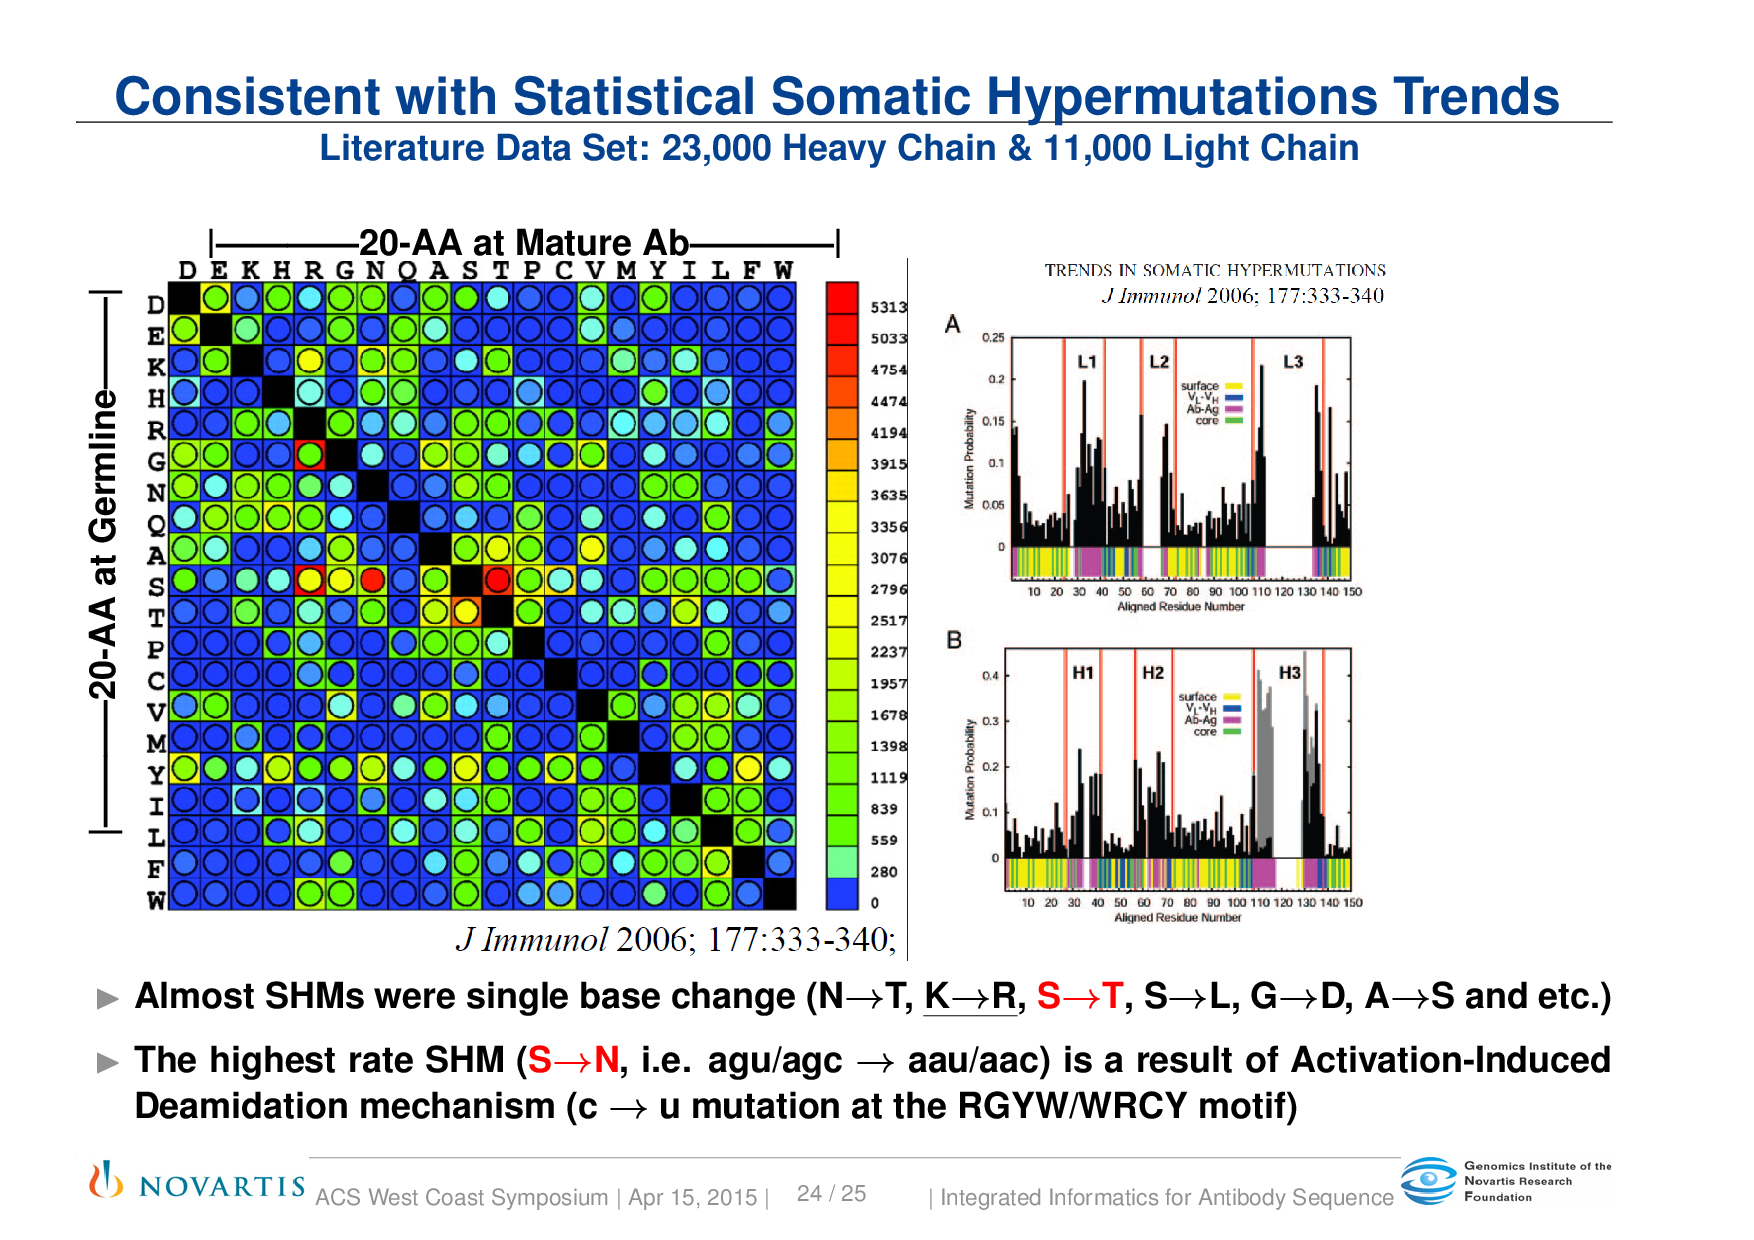 Consistent with Statistical Somatic Hypermutations Trends
Literature Data Set: 23,000 Heavy Chain & 11,000 Light Chain
20-AA at Mature Ab
D E K H R G N Q A S T P C V M Y I L F W
20-AA at Germline
D
E
K
H
R
G
N
Q
A
S
T
P
C
V
M
Y
I
L
F
W
5313
5033
4754
4474
4194
3915
3635
3356
3076
2796
2517
2237
1957
1678
1398
1119
839
559
280
0
J Immunol 2006; 177:333-340;
TRENDS IN SOMATIC HYPERMUTATIONS
J Immunol 2006; 177:333-340
A
0.25
0.2
0.15
0.1
0.05
0
Mutation Probability
L1 L2 L3
surface
VL-VH
Ab-Ag
core
10 20 30 40 50 60 70 80 90 100 110 120 130 140 150
Aligned Residue Number
B
0.4
0.3
0.2
0.1
0
Mutation Probability
H1 H2 H3
surface
VL-VH
Ab-Ag
core
10 20 30 40 50 60 70 80 90 100 110 120 130 140 150
Aligned Residue Number
▶ Almost SHMs were single base change (N→T, K→R, S→T, S→L, G→D, A→S and etc.)
▶ The highest rate SHM (S→N, i.e. agu/agc → aau/aac) is a result of Activation-Induced
Deamidation mechanism (c → u mutation at the RGYW/WRCY motif)
NOVARTIS
ACS West Coast Symposium | Apr 15, 2015 | 24 / 25 | Integrated Informatics for Antibody Sequence
Genomics Institute of the
Novartis Research
Foundation